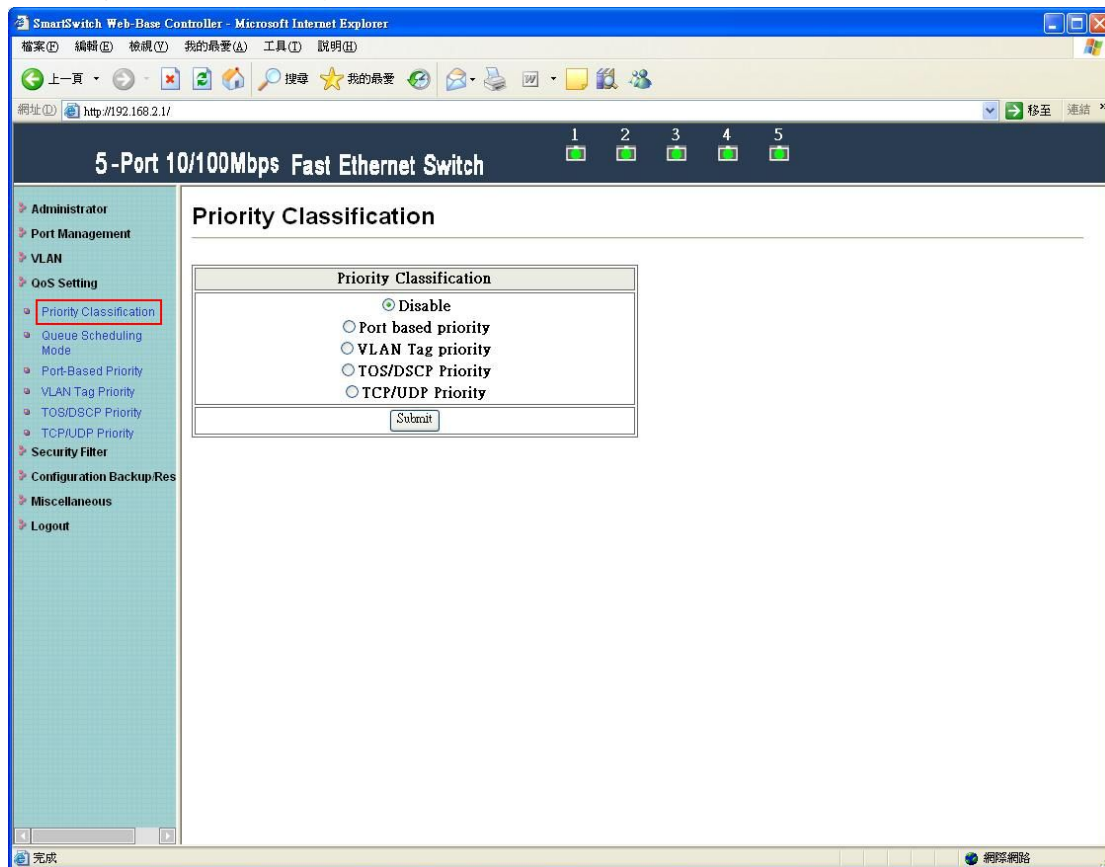 SmartSwitch Web-Base Controller - Microsoft Internet Explorer
檔案(F) 編輯(E) 檢視(V) 我的最愛(A) 工具(T) 說明(H)
上一頁 搜尋 我的最愛
網址(D) http://192.168.2.1/ 移至 連結 »
1 2 3 4 5
5-Port 10/100Mbps Fast Ethernet Switch
Administrator
Port Management
VLAN
QoS Setting
Priority Classification
Queue Scheduling
Mode
Port-Based Priority
VLAN Tag Priority
TOS/DSCP Priority
TCP/UDP Priority
Security Filter
Configuration Backup/Res
Miscellaneous
Logout
Priority Classification
Priority Classification
Disable
Port based priority
VLAN Tag priority
TOS/DSCP Priority
TCP/UDP Priority
Submit
完成 網際網路